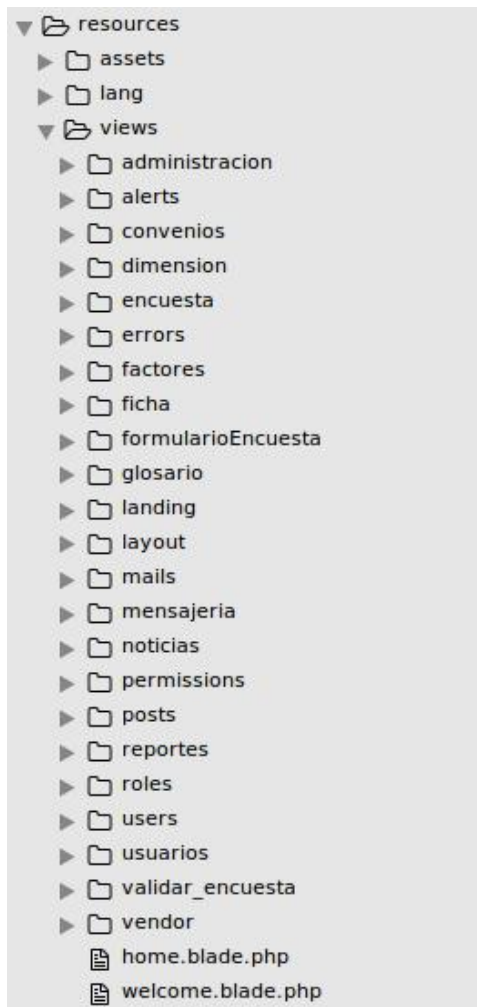 resources
assets
lang
views
administracion
alerts
convenios
dimension
encuesta
errors
factores
ficha
formularioEncuesta
glosario
landing
layout
mails
mensajeria
noticias
permissions
posts
reportes
roles
users
usuarios
validar_encuesta
vendor
home.blade.php
welcome.blade.php